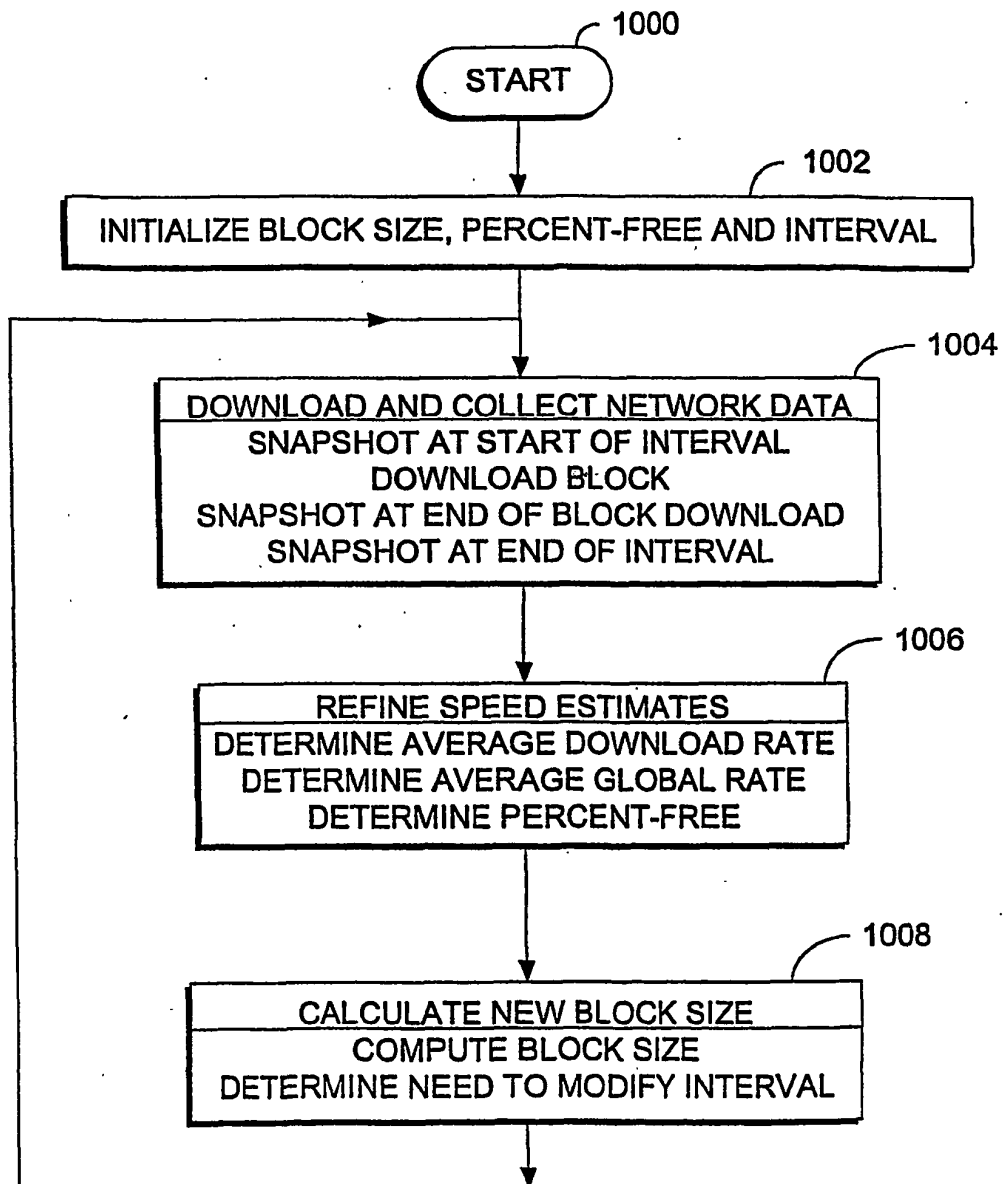 1000
START
1002
INITIALIZE BLOCK SIZE, PERCENT-FREE AND INTERVAL
1004
DOWNLOAD AND COLLECT NETWORK DATA
SNAPSHOT AT START OF INTERVAL
DOWNLOAD BLOCK
SNAPSHOT AT END OF BLOCK DOWNLOAD
SNAPSHOT AT END OF INTERVAL
1006
REFINE SPEED ESTIMATES
DETERMINE AVERAGE DOWNLOAD RATE
DETERMINE AVERAGE GLOBAL RATE
DETERMINE PERCENT-FREE
1008
CALCULATE NEW BLOCK SIZE
COMPUTE BLOCK SIZE
DETERMINE NEED TO MODIFY INTERVAL